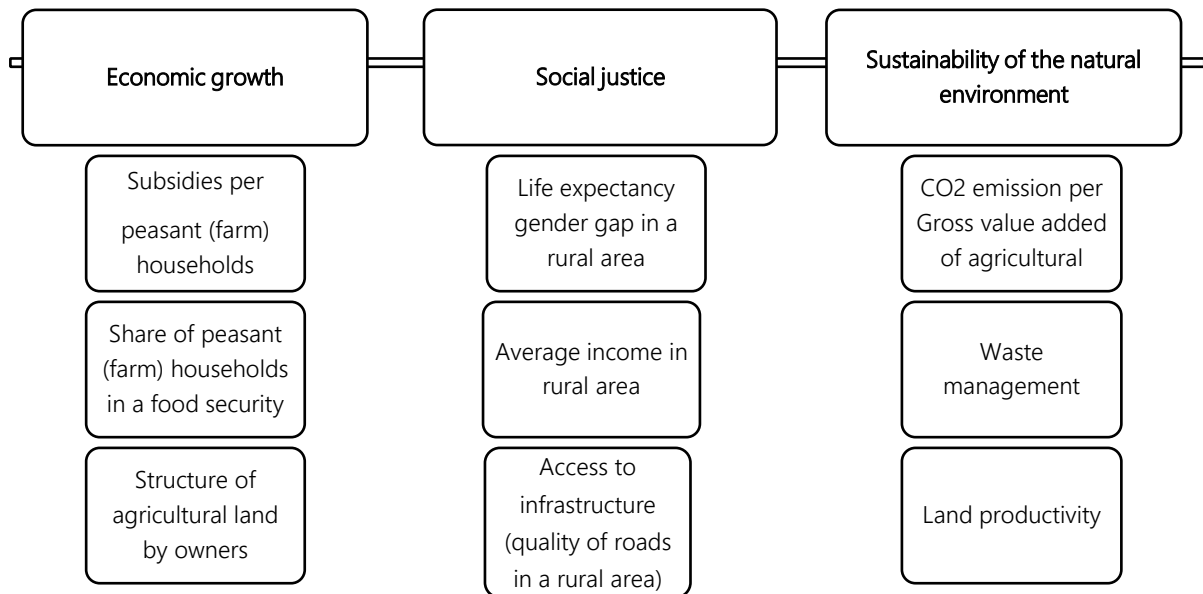 Economic growth
Subsidies per
peasant (farm)
households
Share of peasant
(farm) households
in a food security
Structure of
agricultural land
by owners
Social justice
Life expectancy
gender gap in a
rural area
Average income in
rural area
Access to
infrastructure
(quality of roads
in a rural area)
Sustainability of the natural
environment
CO2 emission per
Gross value added
of agricultural
Waste
management
Land productivity